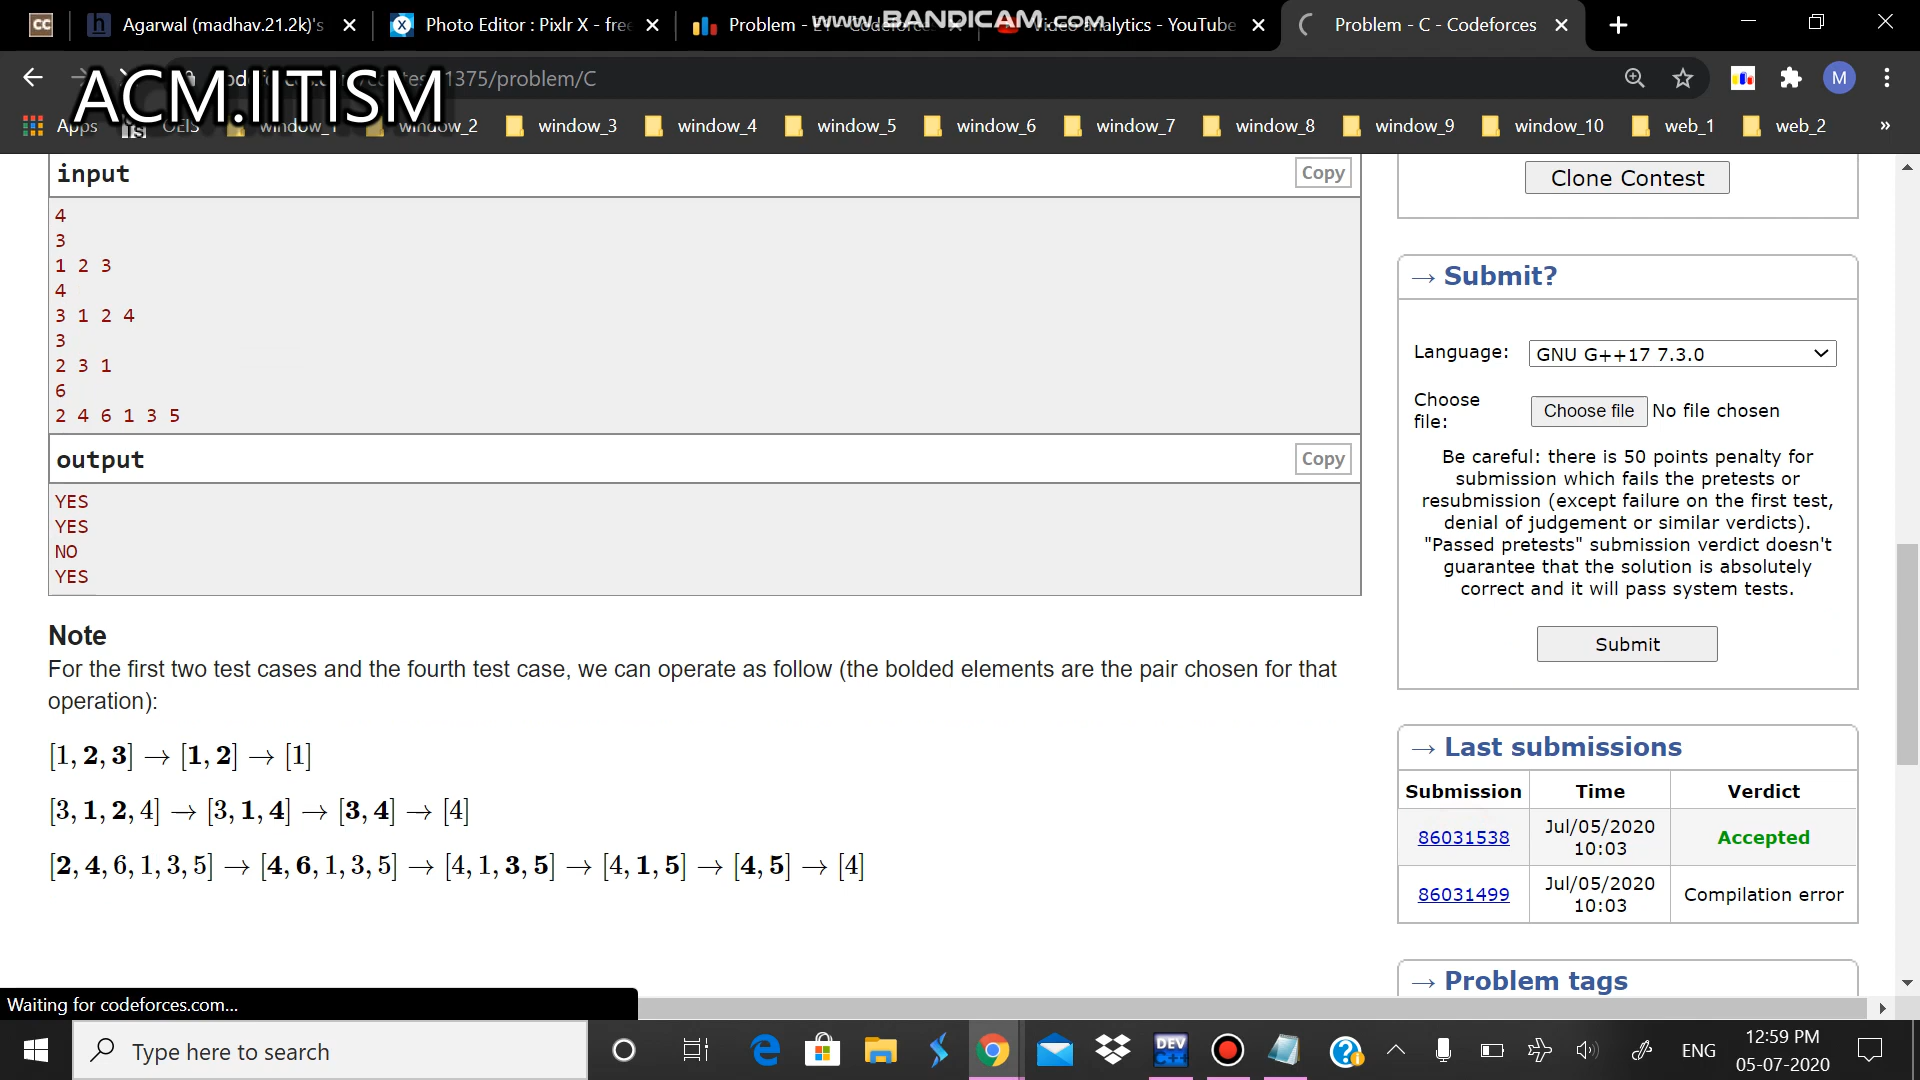 Agarwal (madhav.21.2k)'s
Photo Editor : Pixlr X - free
Problem - E1 - Codeforces
www.BANDICAM.com
Video analytics - YouTube
Problem - C - Codeforces
1375/problem/C
M
ACM.IITISM
Apps
OEIS
window_1
window_2
window_3
window_4
window_5
window_6
window_7
window_8
window_9
window_10
web_1
web_2
»
input
Copy
4
3
1 2 3
4
3 1 2 4
3
2 3 1
6
2 4 6 1 3 5
output
Copy
YES
YES
NO
YES
Note
For the first two test cases and the fourth test case, we can operate as follow (the bolded elements are the pair chosen for that
operation):
[1, 2, 3] → [1, 2] → [1]
[3, 1, 2, 4] → [3, 1, 4] → [3, 4] → [4]
[2, 4, 6, 1, 3, 5] → [4, 6, 1, 3, 5] → [4, 1, 3, 5] → [4, 1, 5] → [4, 5] → [4]
Clone Contest
→ Submit?
Language: GNU G++17 7.3.0
Choose
file:
Choose file No file chosen
Be careful: there is 50 points penalty for
submission which fails the pretests or
resubmission (except failure on the first test,
denial of judgement or similar verdicts).
"Passed pretests" submission verdict doesn't
guarantee that the solution is absolutely
correct and it will pass system tests.
Submit
→ Last submissions
Submission Time Verdict
86031538 Jul/05/2020 10:03 Accepted
86031499 Jul/05/2020 10:03 Compilation error
→ Problem tags
Waiting for codeforces.com...
Type here to search
DEV
C++
ENG
12:59 PM
05-07-2020